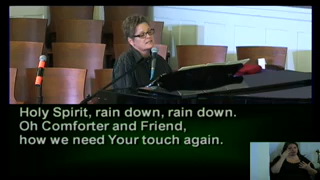 Holy Spirit, rain down, rain down.
Oh Comforter and Friend,
how we need Your touch again.